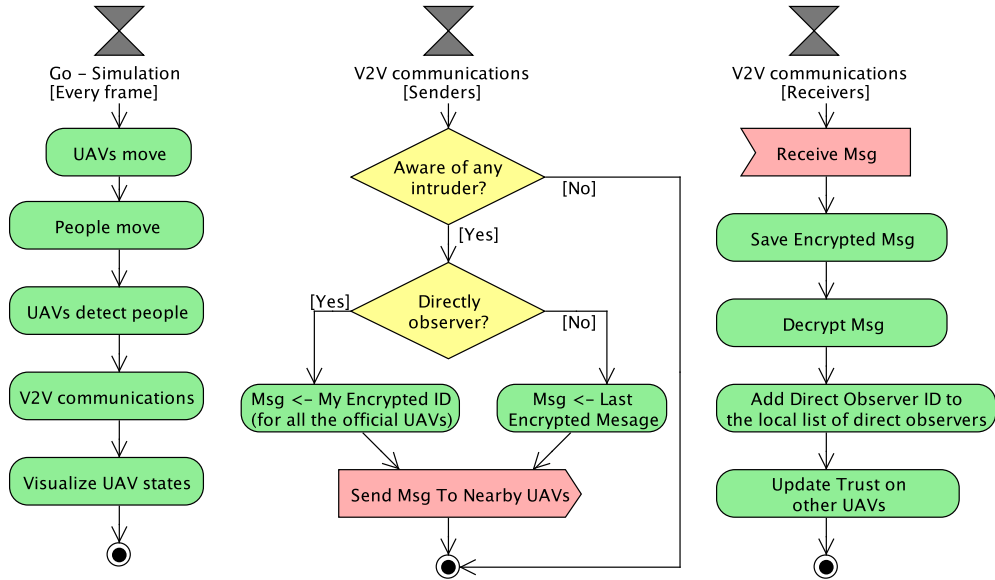 Go – Simulation
[Every frame]
UAVs move
People move
UAVs detect people
V2V communications
Visualize UAV states
V2V communications
[Senders]
Aware of any
intruder?
[No]
[Yes]
Directly
observer?
[Yes]
[No]
Msg <- My Encrypted ID
(for all the official UAVs)
Msg <- Last
Encrypted Mesage
Send Msg To Nearby UAVs
V2V communications
[Receivers]
Receive Msg
Save Encrypted Msg
Decrypt Msg
Add Direct Observer ID to
the local list of direct observers
Update Trust on
other UAVs